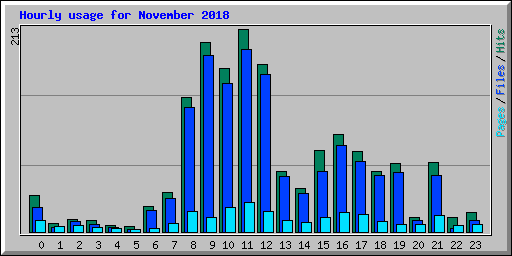 Hourly usage for November 2018
213
Pages/Files/Hits
0 1 2 3 4 5 6 7 8 9 10 11 12 13 14 15 16 17 18 19 20 21 22 23